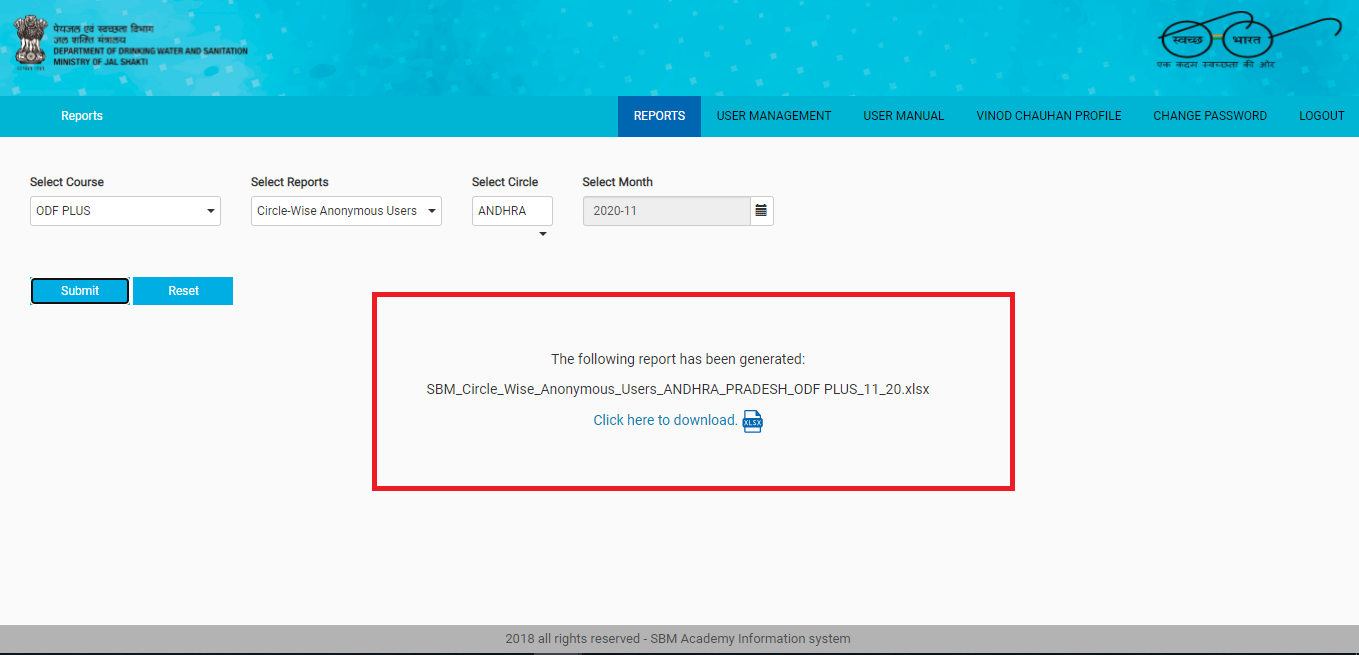 पेयजल एवं स्वच्छता विभाग
जल शक्ति मंत्रालय
DEPARTMENT OF DRINKING WATER AND SANITATION
MINISTRY OF JAL SHAKTI
स्वच्छ भारत
एक कदम स्वच्छता की ओर
Reports
REPORTS USER MANAGEMENT USER MANUAL VINOD CHAUHAN PROFILE CHANGE PASSWORD LOGOUT
Select Course Select Reports Select Circle Select Month
ODF PLUS Circle-Wise Anonymous Users ANDHRA 2020-11
Submit Reset
The following report has been generated:
SBM_Circle_Wise_Anonymous_Users_ANDHRA_PRADESH_ODF PLUS_11_20.xlsx
Click here to download. XLSX
2018 all rights reserved - SBM Academy Information system